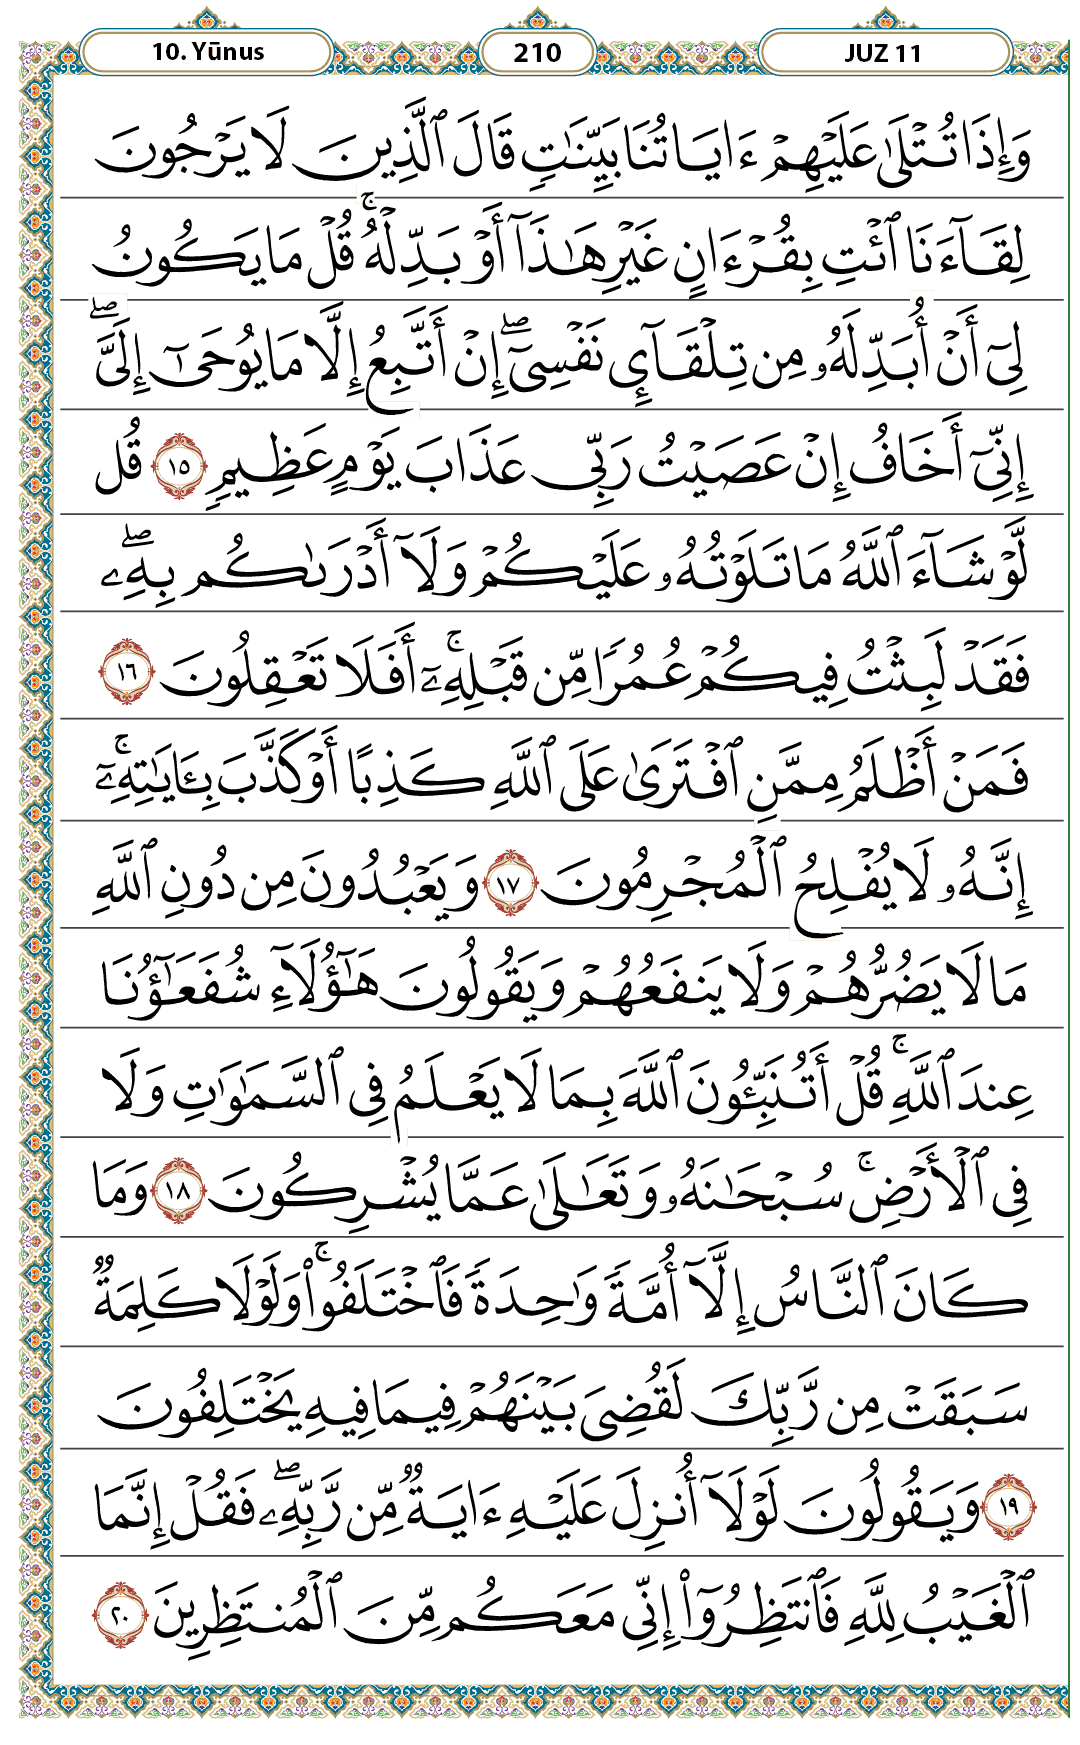 10. Yūnus
210
JUZ 11
وَإِذَا تُتْلَىٰ عَلَيْهِمْ ءَايَاتُنَا بَيِّنَـٰتٍ قَالَ ٱلَّذِينَ لَا يَرْجُونَ
لِقَآءَنَا ٱئْتِ بِقُرْءَانٍ غَيْرِ هَـٰذَآ أَوْ بَدِّلْهُ ۚ قُلْ مَا يَكُونُ
لِىٓ أَنْ أُبَدِّلَهُۥ مِن تِلْقَآئِ نَفْسِىٓ ۖ إِنْ أَتَّبِعُ إِلَّا مَا يُوحَىٰٓ إِلَىَّ ۖ
إِنِّىٓ أَخَافُ إِنْ عَصَيْتُ رَبِّى عَذَابَ يَوْمٍ عَظِيمٍ ١٥ قُل
لَّوْ شَآءَ ٱللَّهُ مَا تَلَوْتُهُۥ عَلَيْكُمْ وَلَآ أَدْرَىٰكُم بِهِۦ ۖ
فَقَدْ لَبِثْتُ فِيكُمْ عُمُرًا مِّن قَبْلِهِۦٓ ۚ أَفَلَا تَعْقِلُونَ ١٦
فَمَنْ أَظْلَمُ مِمَّنِ ٱفْتَرَىٰ عَلَى ٱللَّهِ كَذِبًا أَوْ كَذَّبَ بِـَٔايَـٰتِهِۦٓ ۚ
إِنَّهُۥ لَا يُفْلِحُ ٱلْمُجْرِمُونَ ١٧ وَيَعْبُدُونَ مِن دُونِ ٱللَّهِ
مَا لَا يَضُرُّهُمْ وَلَا يَنفَعُهُمْ وَيَقُولُونَ هَـٰٓؤُلَآءِ شُفَعَـٰٓؤُنَا
عِندَ ٱللَّهِ ۚ قُلْ أَتُنَبِّـُٔونَ ٱللَّهَ بِمَا لَا يَعْلَمُ فِى ٱلسَّمَـٰوَٰتِ وَلَا
فِى ٱلْأَرْضِ ۚ سُبْحَـٰنَهُۥ وَتَعَـٰلَىٰ عَمَّا يُشْرِكُونَ ١٨ وَمَا
كَانَ ٱلنَّاسُ إِلَّآ أُمَّةً وَٰحِدَةً فَٱخْتَلَفُوا۟ ۚ وَلَوْلَا كَلِمَةٌ
سَبَقَتْ مِن رَّبِّكَ لَقُضِىَ بَيْنَهُمْ فِيمَا فِيهِ يَخْتَلِفُونَ
١٩ وَيَقُولُونَ لَوْلَآ أُنزِلَ عَلَيْهِ ءَايَةٌ مِّن رَّبِّهِۦ ۖ فَقُلْ إِنَّمَا
ٱلْغَيْبُ لِلَّهِ فَٱنتَظِرُوٓا۟ إِنِّى مَعَكُم مِّنَ ٱلْمُنتَظِرِينَ ٢٠